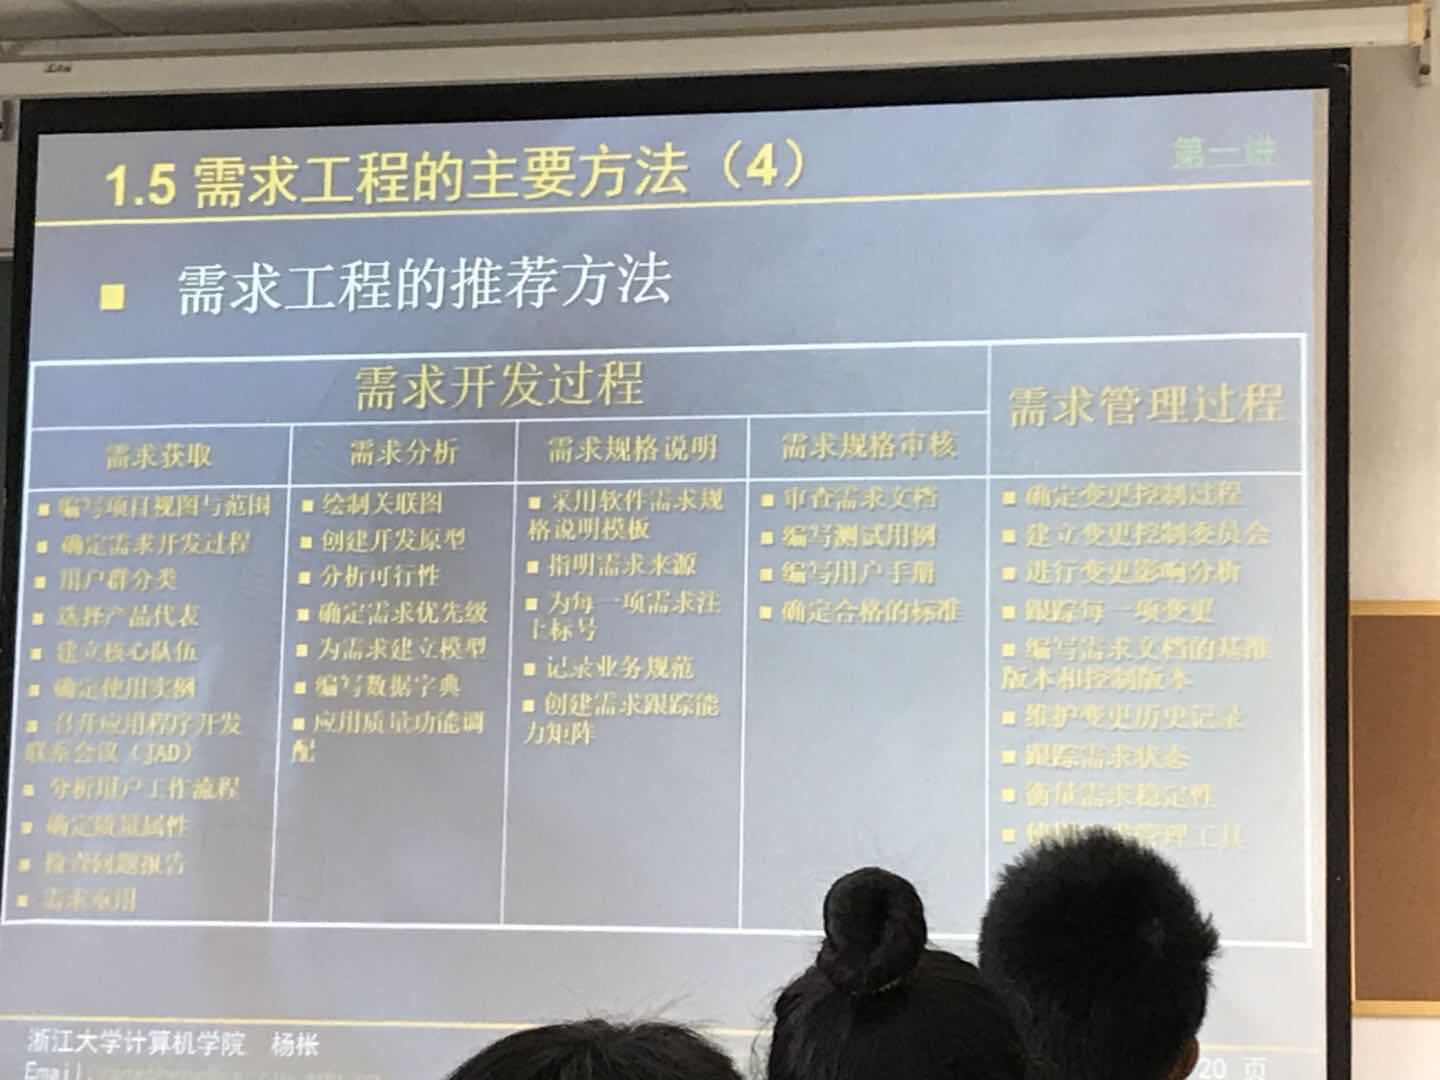 1.5 需求工程的主要方法（4）
第一讲
■ 需求工程的推荐方法
需求开发过程
需求管理过程
需求获取
需求分析
需求规格说明
需求规格审核
■ 编写项目视图与范围
■ 确定需求开发过程
■ 用户群分类
■ 选择产品代表
■ 建立核心队伍
■ 确定使用实例
■ 召开应用程序开发
联系会议（JAD）
■ 分析用户工作流程
■ 确定质量属性
■ 检查问题报告
■ 需求重用
■ 绘制关联图
■ 创建开发原型
■ 分析可行性
■ 确定需求优先级
■ 为需求建立模型
■ 编写数据字典
■ 应用质量功能调
配
■ 采用软件需求规
格说明模板
■ 指明需求来源
■ 为每一项需求注
上标号
■ 记录业务规范
■ 创建需求跟踪能
力矩阵
■ 审查需求文档
■ 编写测试用例
■ 编写用户手册
■ 确定合格的标准
■ 确定变更控制过程
■ 建立变更控制委员会
■ 进行变更影响分析
■ 跟踪每一项变更
■ 编写需求文档的基准
版本和控制版本
■ 维护变更历史记录
■ 跟踪需求状态
■ 衡量需求稳定性
■ 管理工具
浙江大学计算机学院 杨枨
Email:
20 页